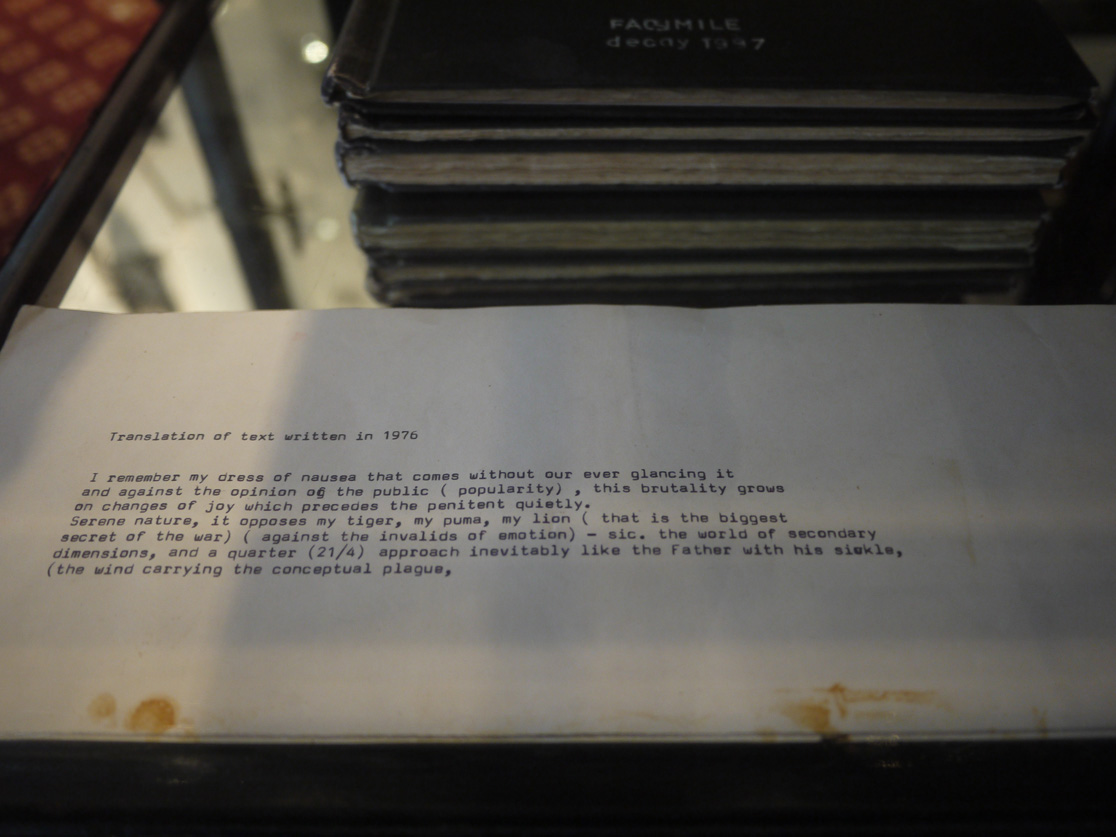 FACYMILE
decay 1997
Translation of text written in 1976
I remember my dress of nausea that comes without our ever glancing it
and against the opinion og the public ( popularity) , this brutality grows
on changes of joy which precedes the penitent quietly.
Serene nature, it opposes my tiger, my puma, my lion ( that is the biggest
secret of the war) ( against the invalids of emotion) - sic. the world of secondary
dimensions, and a quarter (21/4) approach inevitably like the Father with his sickle,
(the wind carrying the conceptual plague,